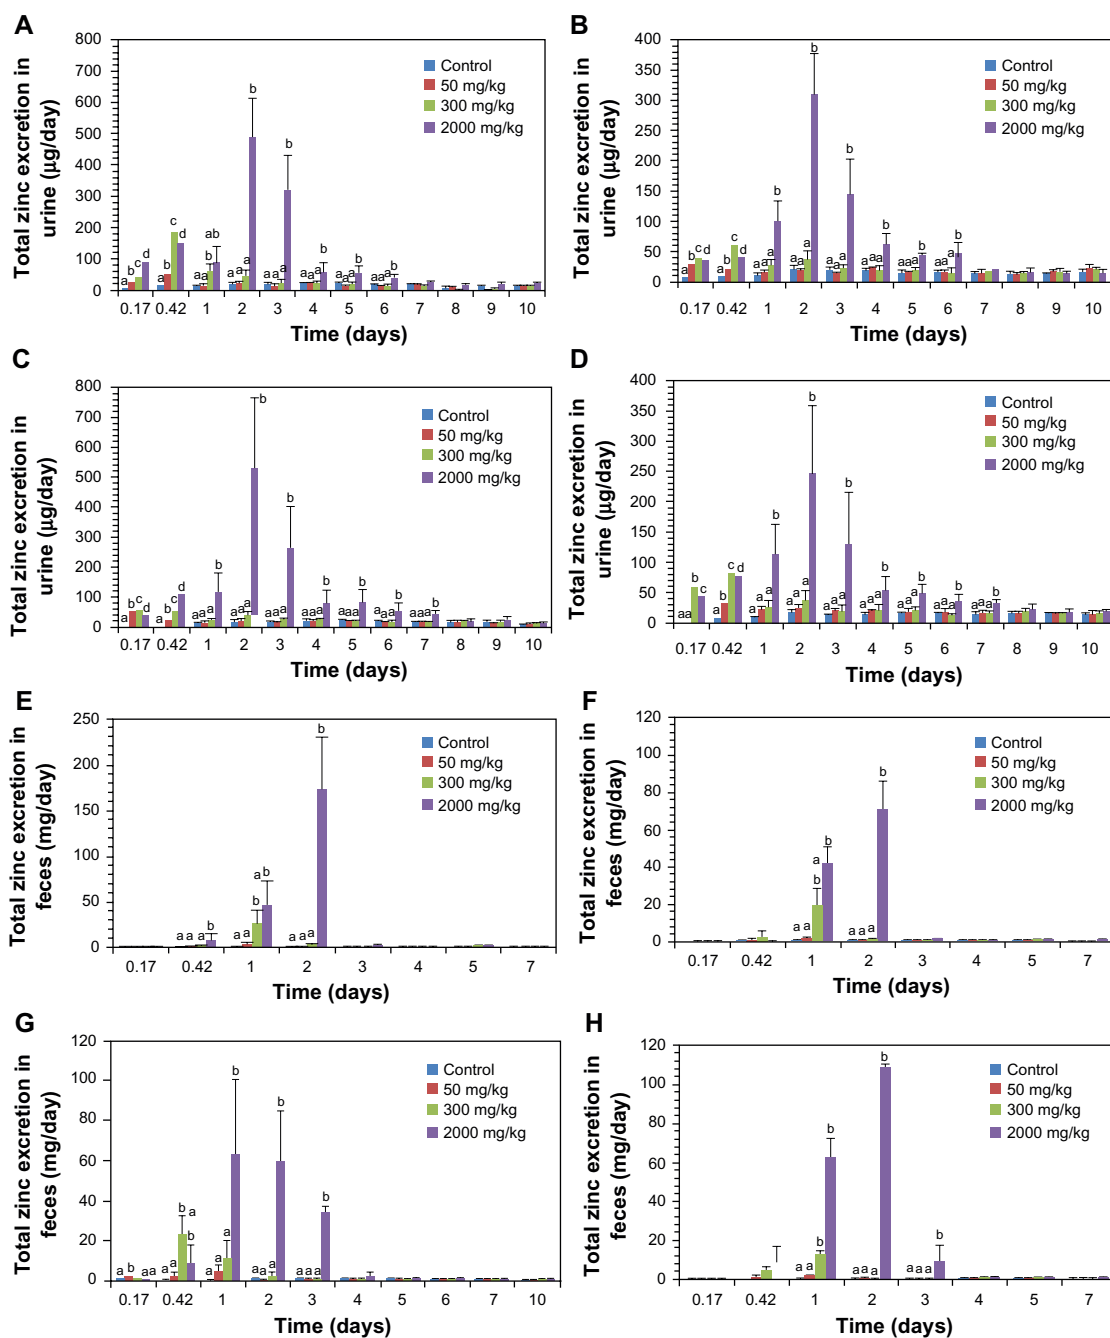 A
Total zinc excretion in
urine (µg/day)
800
700
600
500
400
300
200
100
0
Control
50 mg/kg
300 mg/kg
2000 mg/kg
0.17 0.42 1 2 3 4 5 6 7 8 9 10
Time (days)
B
Total zinc excretion in
urine (µg/day)
400
350
300
250
200
150
100
50
0
Control
50 mg/kg
300 mg/kg
2000 mg/kg
0.17 0.42 1 2 3 4 5 6 7 8 9 10
Time (days)
C
Total zinc excretion in
urine (µg/day)
800
700
600
500
400
300
200
100
0
Control
50 mg/kg
300 mg/kg
2000 mg/kg
0.17 0.42 1 2 3 4 5 6 7 8 9 10
Time (days)
D
Total zinc excretion in
urine (µg/day)
400
350
300
250
200
150
100
50
0
Control
50 mg/kg
300 mg/kg
2000 mg/kg
0.17 0.42 1 2 3 4 5 6 7 8 9 10
Time (days)
E
Total zinc excretion in
feces (mg/day)
250
200
150
100
50
0
Control
50 mg/kg
300 mg/kg
2000 mg/kg
0.17 0.42 1 2 3 4 5 7
Time (days)
F
Total zinc excretion in
feces (mg/day)
120
100
80
60
40
20
0
Control
50 mg/kg
300 mg/kg
2000 mg/kg
0.17 0.42 1 2 3 4 5 7
Time (days)
G
Total zinc excretion in
feces (mg/day)
120
100
80
60
40
20
0
Control
50 mg/kg
300 mg/kg
2000 mg/kg
0.17 0.42 1 2 3 4 5 6 7 10
Time (days)
H
Total zinc excretion in
feces (mg/day)
120
100
80
60
40
20
0
Control
50 mg/kg
300 mg/kg
2000 mg/kg
0.17 0.42 1 2 3 4 5 7
Time (days)